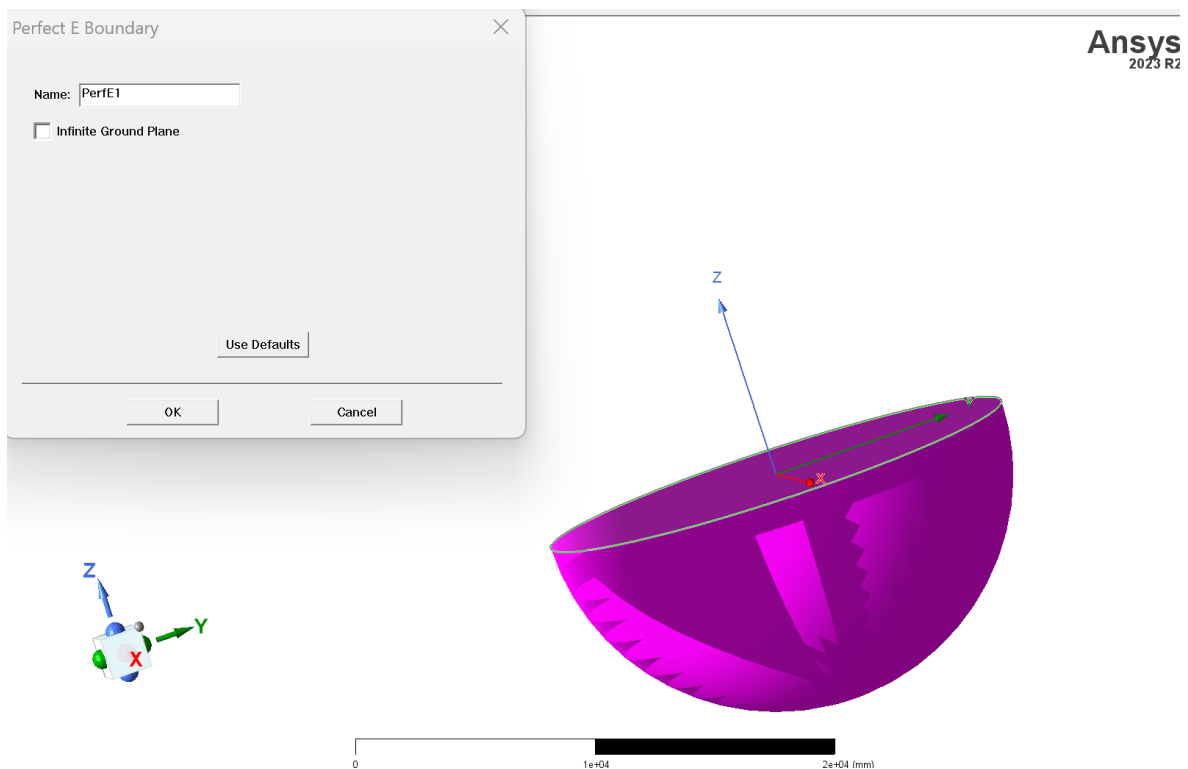 Perfect E Boundary
Name: PerfE1
Infinite Ground Plane
Use Defaults
OK Cancel
Ansys
2023 R2
Z
Y
X
Z
Y
X
0 1e+04 2e+04 (mm)